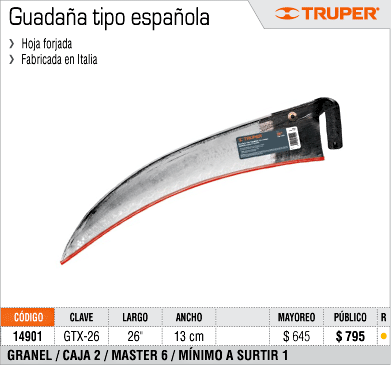 Guadaña tipo española
TRUPER®
› Hoja forjada
› Fabricada en Italia
TRUPER
CÓDIGO CLAVE LARGO ANCHO MAYOREO PÚBLICO R
14901 GTX-26 26" 13 cm $ 645 $ 795
GRANEL / CAJA 2 / MASTER 6 / MÍNIMO A SURTIR 1